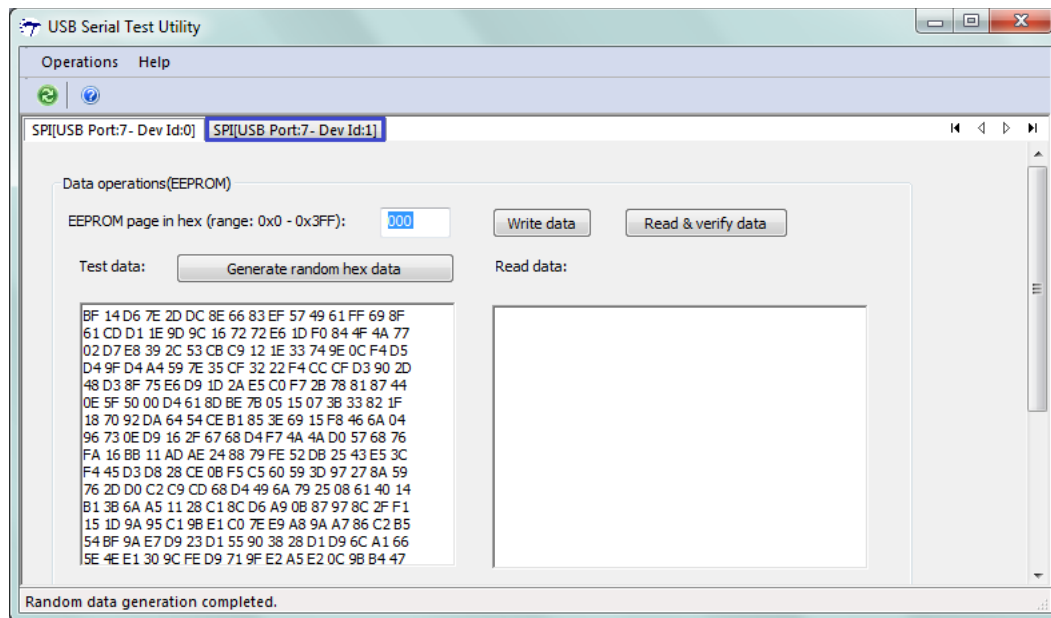 USB Serial Test Utility
Operations Help
SPI[USB Port:7- Dev Id:0] SPI[USB Port:7- Dev Id:1]
Data operations(EEPROM)
EEPROM page in hex (range: 0x0 - 0x3FF): 000 Write data Read & verify data
Test data: Generate random hex data Read data:
BF 14 D6 7E 2D DC 8E 66 83 EF 57 49 61 FF 69 8F
61 CD D1 1E 9D 9C 16 72 72 E6 1D F0 84 4F 4A 77
02 D7 E8 39 2C 53 CB C9 12 1E 33 74 9E 0C F4 D5
D4 9F D4 A4 59 7E 35 CF 32 22 F4 CC CF D3 90 2D
48 D3 8F 75 E6 D9 1D 2A E5 C0 F7 2B 78 81 87 44
0E 5F 50 00 D4 61 8D BE 7B 05 15 07 3B 33 82 1F
18 70 92 DA 64 54 CE B1 85 3E 69 15 F8 46 6A 04
96 73 0E D9 16 2F 67 68 D4 F7 4A 4A D0 57 68 76
FA 16 BB 11 AD AE 24 88 79 FE 52 DB 25 43 E5 3C
F4 45 D3 D8 28 CE 0B F5 C5 60 59 3D 97 27 8A 59
76 2D D0 C2 C9 CD 68 D4 49 6A 79 25 08 61 40 14
B1 3B 6A A5 11 28 C1 8C D6 A9 0B 87 97 8C 2F F1
15 1D 9A 95 C1 9B E1 C0 7E E9 A8 9A A7 86 C2 B5
54 BF 9A E7 D9 23 D1 55 90 38 28 D1 D9 6C A1 66
5E 4E E1 30 9C FE D9 71 9F E2 A5 E2 0C 9B B4 47
Random data generation completed.